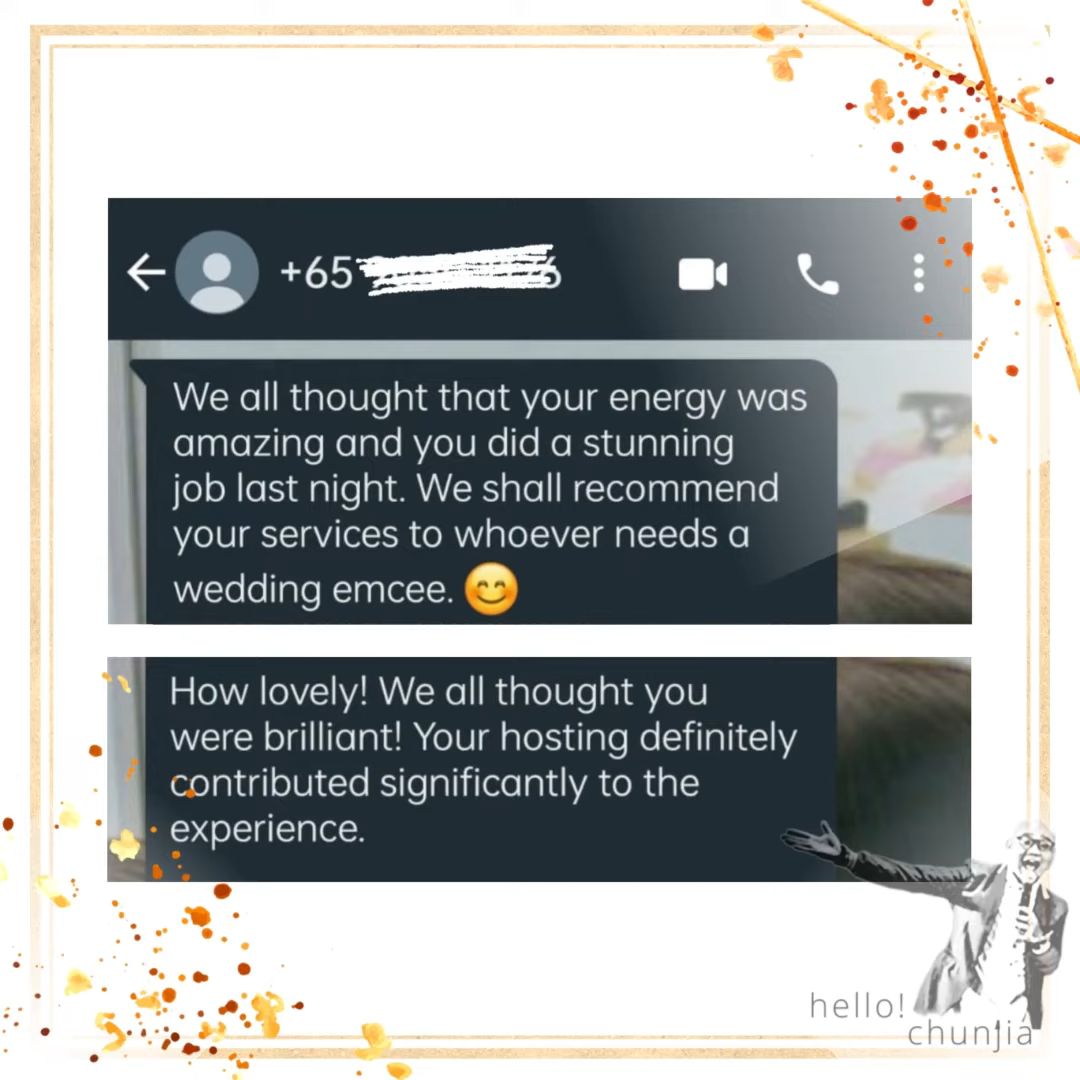 +65
We all thought that your energy was
amazing and you did a stunning
job last night. We shall recommend
your services to whoever needs a
wedding emcee. 😊
How lovely! We all thought you
were brilliant! Your hosting definitely
contributed significantly to the
experience.
hello!
chunjia